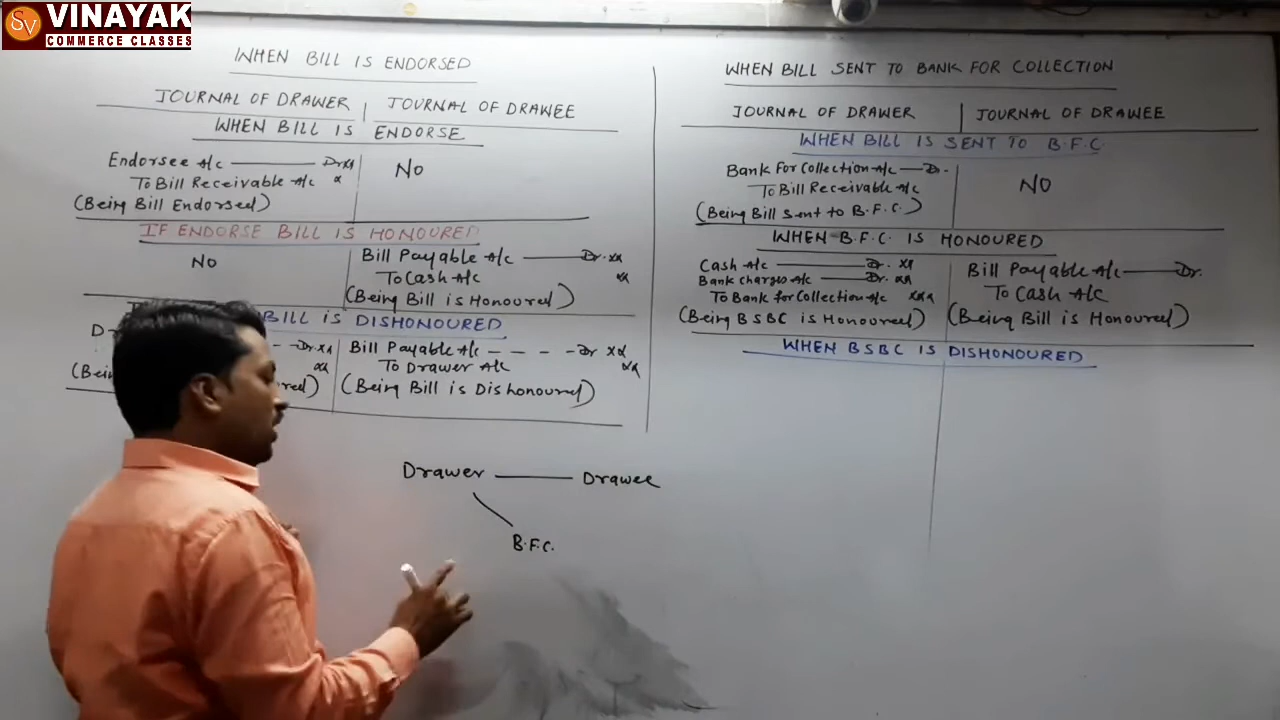 SV VINAYAK
COMMERCE CLASSES
WHEN BILL IS ENDORSED
JOURNAL OF DRAWER | JOURNAL OF DRAWEE
WHEN BILL IS ENDORSE
Endorsee A/c Dr xx
To Bill Receivable A/c x
(Being Bill Endorsed)
NO
IF ENDORSE BILL IS HONOURED
NO
Bill Payable A/c Dr. xx
To Cash A/c xx
(Being Bill is Honoured)
BILL IS DISHONOURED
Dr xx
xx
(Bei
Bill Payable A/c - - - - Dr xx
To Drawer A/c xx
(Being Bill is Dishonoured)
Drawer Drawee
B.F.C.
WHEN BILL SENT TO BANK FOR COLLECTION
JOURNAL OF DRAWER | JOURNAL OF DRAWEE
WHEN BILL IS SENT TO B.F.C.
Bank For Collection A/c Dr.
To Bill Receivable A/c
(Being Bill Sent to B.F.C.)
NO
WHEN B.F.C. IS HONOURED
Cash A/c Dr. xx
Bank charges A/c Dr. xx
To Bank for Collection A/c xxx
(Being BSBC is Honoured)
Bill Payable A/c Dr.
To Cash A/c
(Being Bill is Honoured)
WHEN BSBC IS DISHONOURED